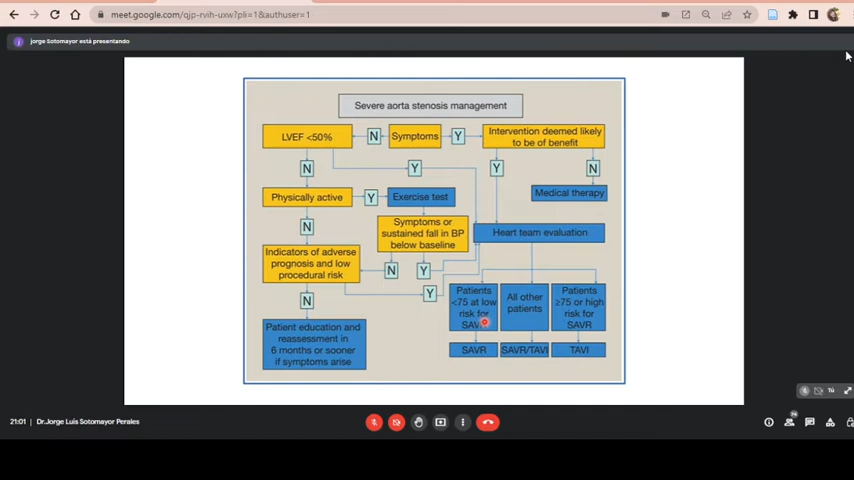 meet.google.com/qjp-rvih-uxw?pli=1&authuser=1
j
jorge Sotomayor está presentando
Severe aorta stenosis management
LVEF <50%
N
Symptoms
Y
Intervention deemed likely
to be of benefit
N
Y
Y
N
Physically active
Y
Exercise test
Medical therapy
N
Symptoms or
sustained fall in BP
below baseline
Heart team evaluation
Indicators of adverse
prognosis and low
procedural risk
N
Y
Y
N
Patients
<75 at low
risk for
SAVR
All other
patients
Patients
≥75 or high
risk for
SAVR
Patient education and
reassessment in
6 months or sooner
if symptoms arise
SAVR
SAVR/TAVI
TAVI
Tú
21:01
Dr.Jorge Luis Sotomayor Perales